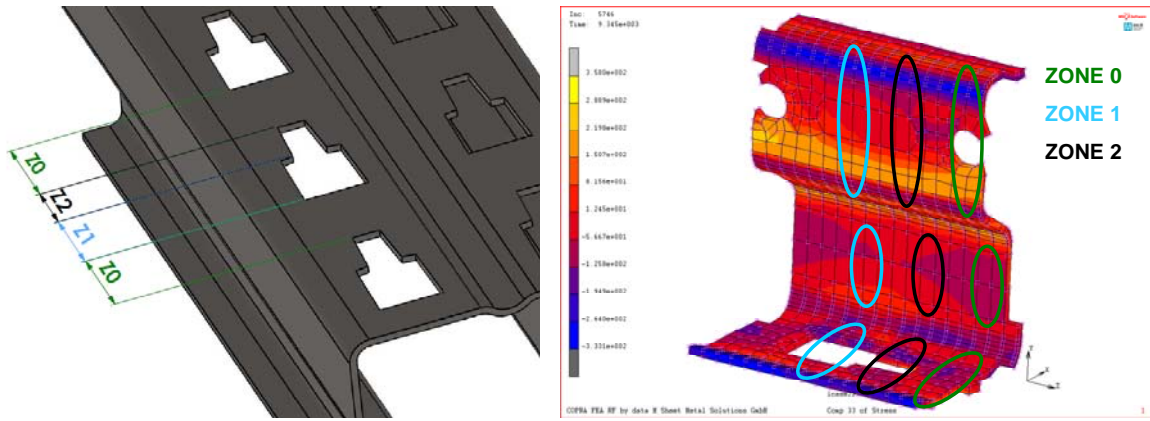 Z0
Z2
Z1
Z0
Inc: 5746
Time: 9.345e+003
3.580e+002
2.889e+002
2.198e+002
1.507e+002
8.156e+001
1.245e+001
-5.667e+001
-1.258e+002
-1.949e+002
-2.640e+002
-3.331e+002
ZONE 0
ZONE 1
ZONE 2
Y
X
Z
COPRA FEA RF by data M Sheet Metal Solutions GmbH
Comp 33 of Stress
1